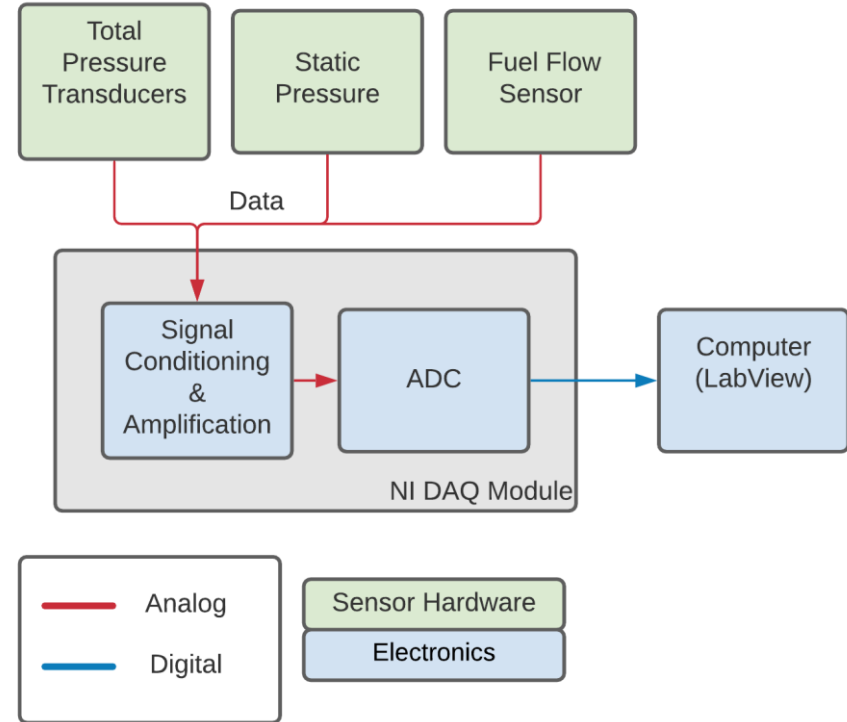 Total
Pressure
Transducers
Static
Pressure
Fuel Flow
Sensor
Data
Signal
Conditioning
&
Amplification
ADC
Computer
(LabView)
NI DAQ Module
Analog
Digital
Sensor Hardware
Electronics